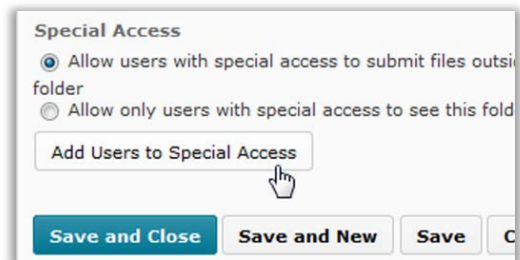 Special Access
Allow users with special access to submit files
folder
Allow only users with special access to see this
Add Users to Special Access
Save and Close Save and New Save